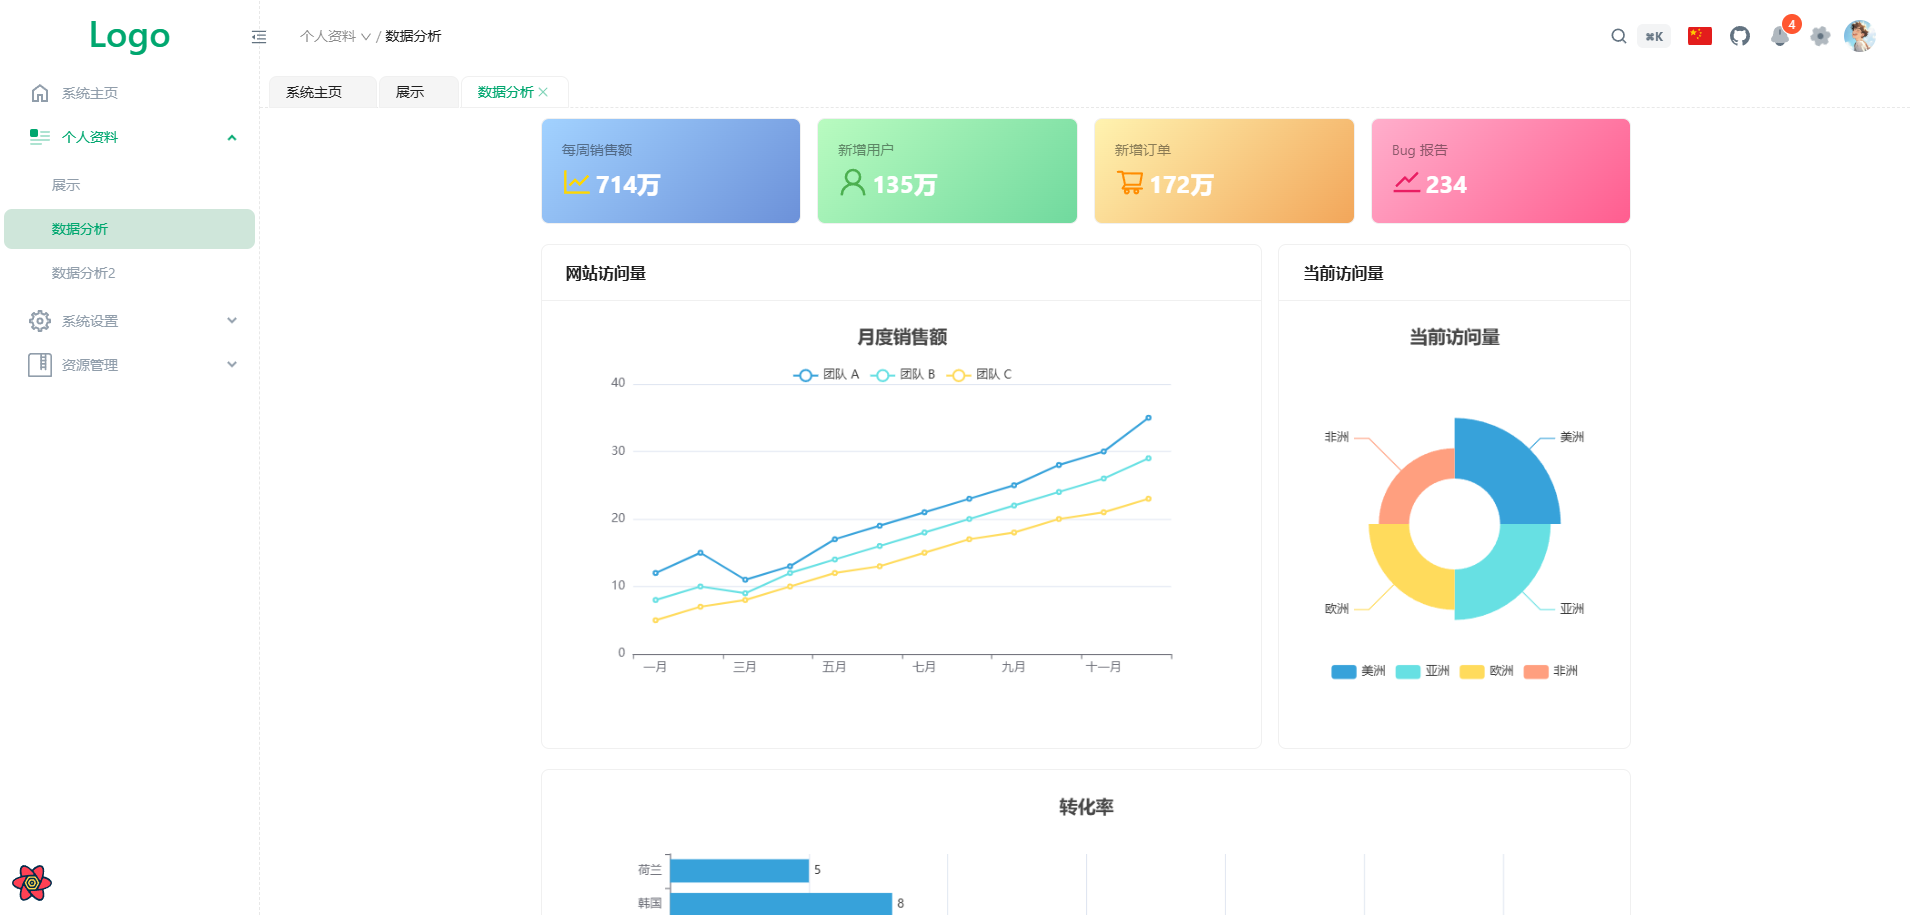 Logo
系统主页
个人资料
展示
数据分析
数据分析2
系统设置
资源管理
个人资料 / 数据分析
⌘K
4
系统主页
展示
数据分析
每周销售额
714万
新增用户
135万
新增订单
172万
Bug 报告
234
网站访问量
月度销售额
团队 A 团队 B 团队 C
40
30
20
10
0
一月 三月 五月 七月 九月 十一月
当前访问量
当前访问量
非洲 美洲
欧洲 亚洲
美洲 亚洲 欧洲 非洲
转化率
荷兰 5
韩国 8